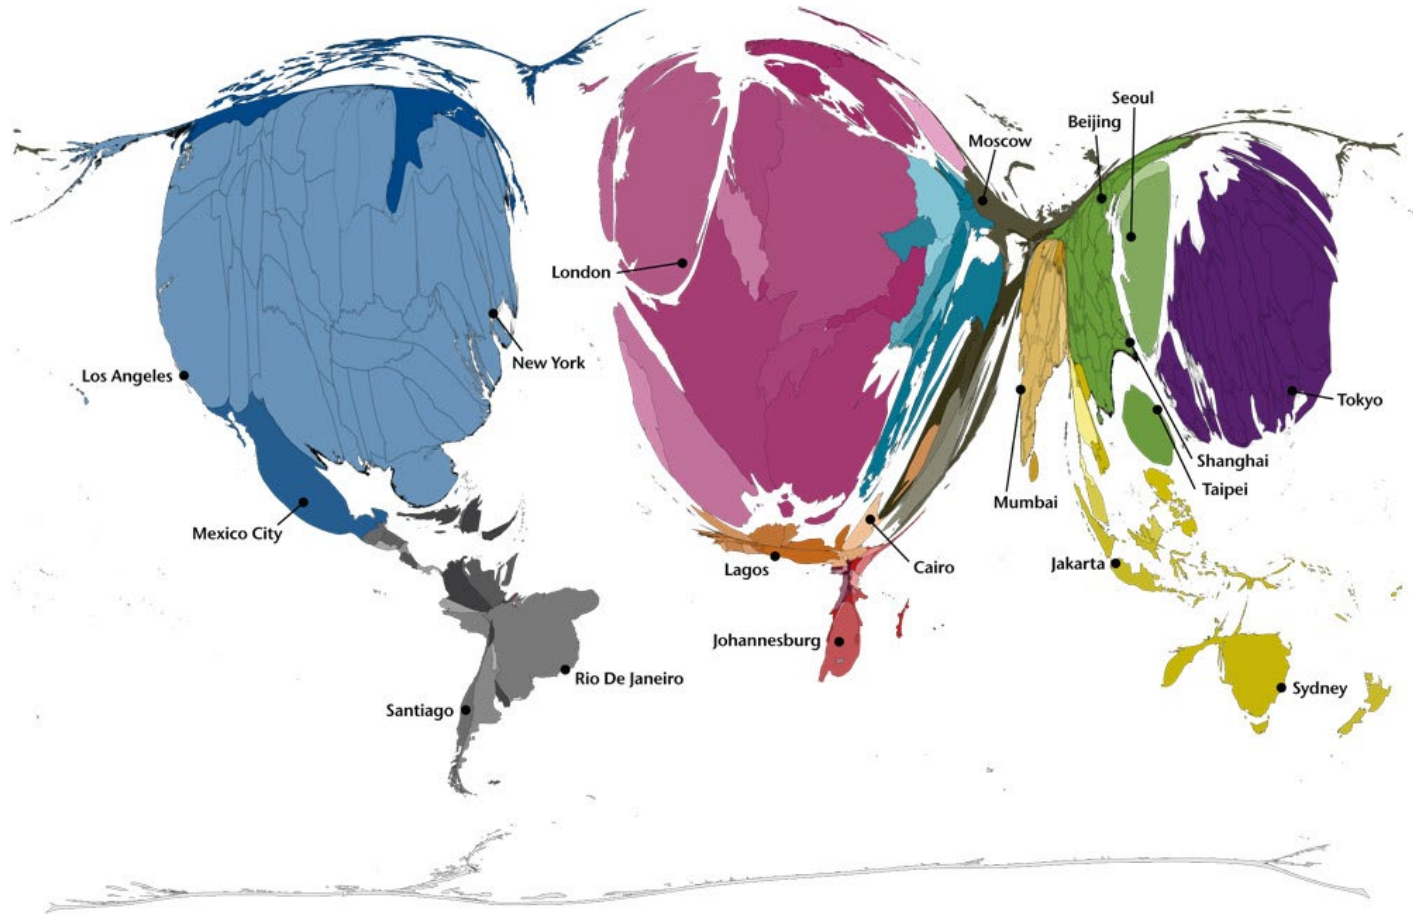 Seoul
Beijing
Moscow
London
New York
Los Angeles
Tokyo
Shanghai
Taipei
Mumbai
Mexico City
Lagos
Cairo
Jakarta
Johannesburg
Rio De Janeiro
Sydney
Santiago